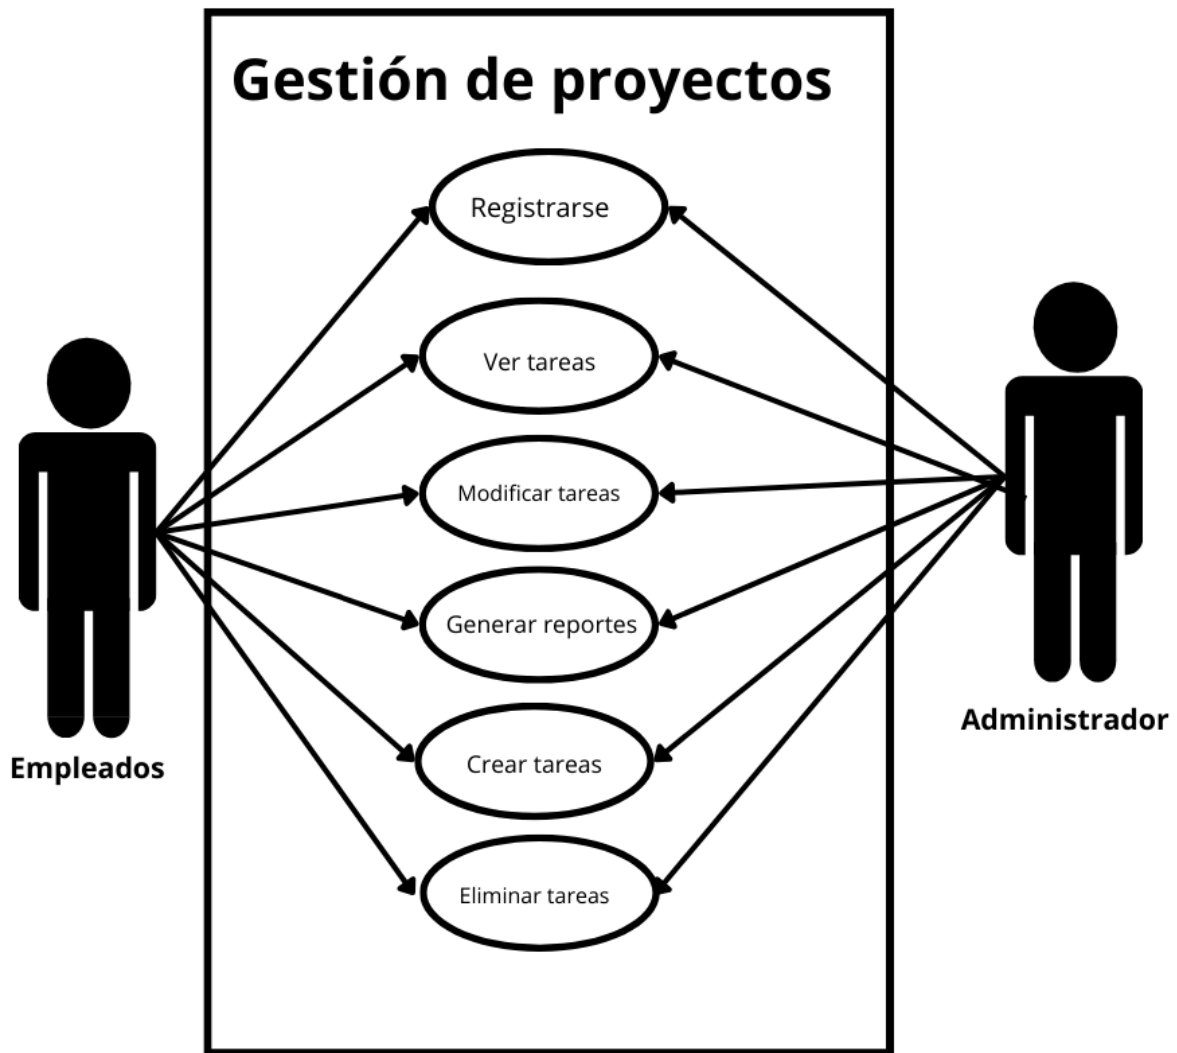 Gestión de proyectos
Registrarse
Ver tareas
Modificar tareas
Generar reportes
Crear tareas
Eliminar tareas
Empleados
Administrador